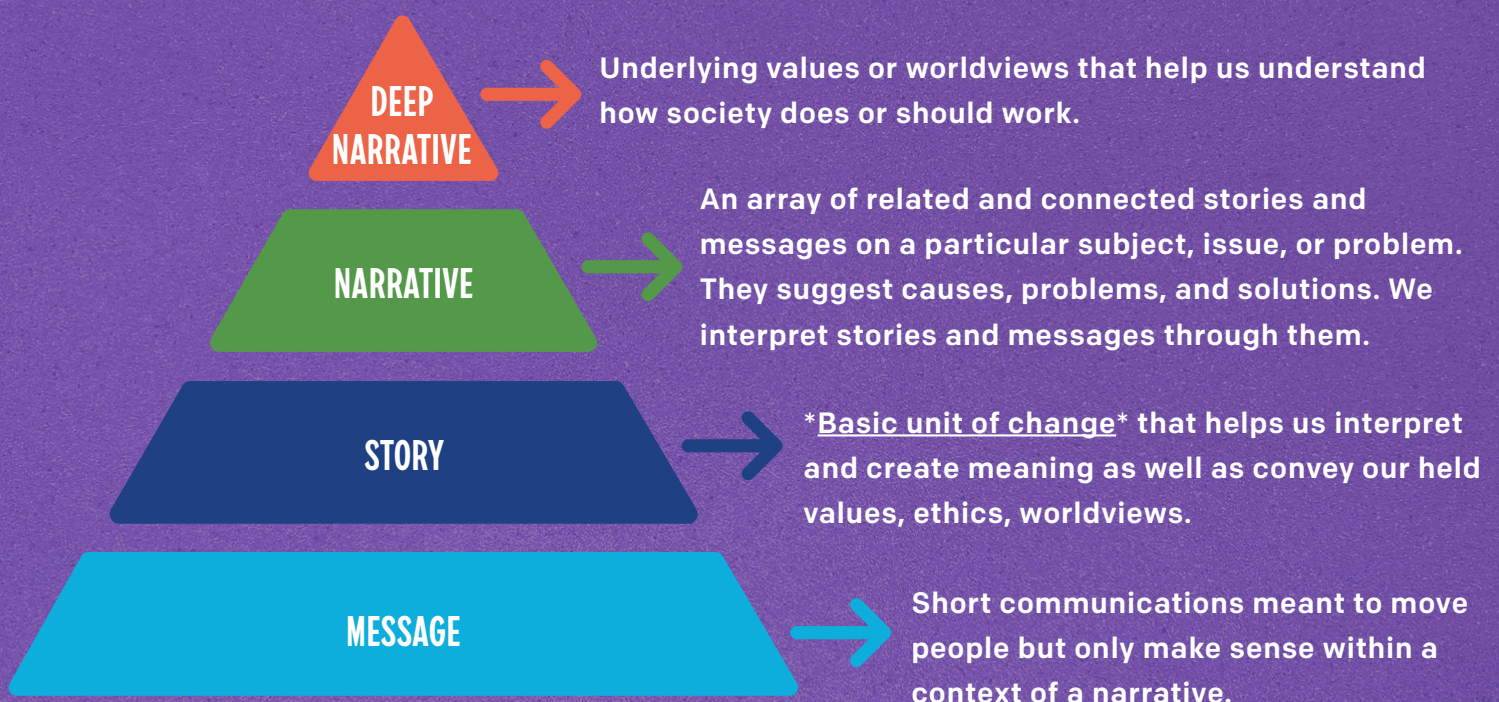 DEEP
NARRATIVE
Underlying values or worldviews that help us understand
how society does or should work.
NARRATIVE
An array of related and connected stories and
messages on a particular subject, issue, or problem.
They suggest causes, problems, and solutions. We
interpret stories and messages through them.
STORY
*Basic unit of change* that helps us interpret
and create meaning as well as convey our held
values, ethics, worldviews.
MESSAGE
Short communications meant to move
people but only make sense within a
context of a narrative.